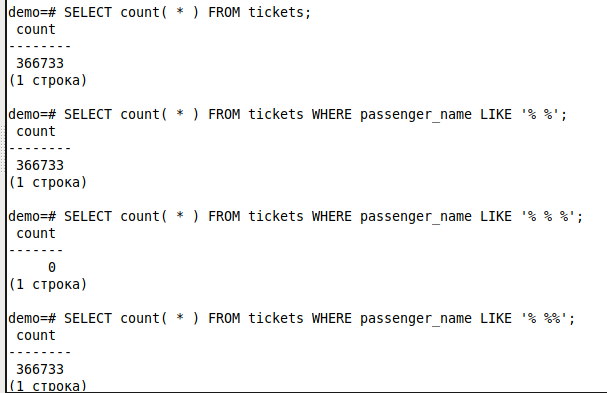 demo=# SELECT count( * ) FROM tickets;
count
--------
366733
(1 строка)
demo=# SELECT count( * ) FROM tickets WHERE passenger_name LIKE '% %';
count
--------
366733
(1 строка)
demo=# SELECT count( * ) FROM tickets WHERE passenger_name LIKE '% % %';
count
-------
0
(1 строка)
demo=# SELECT count( * ) FROM tickets WHERE passenger_name LIKE '% %%';
count
--------
366733
(1 строка)